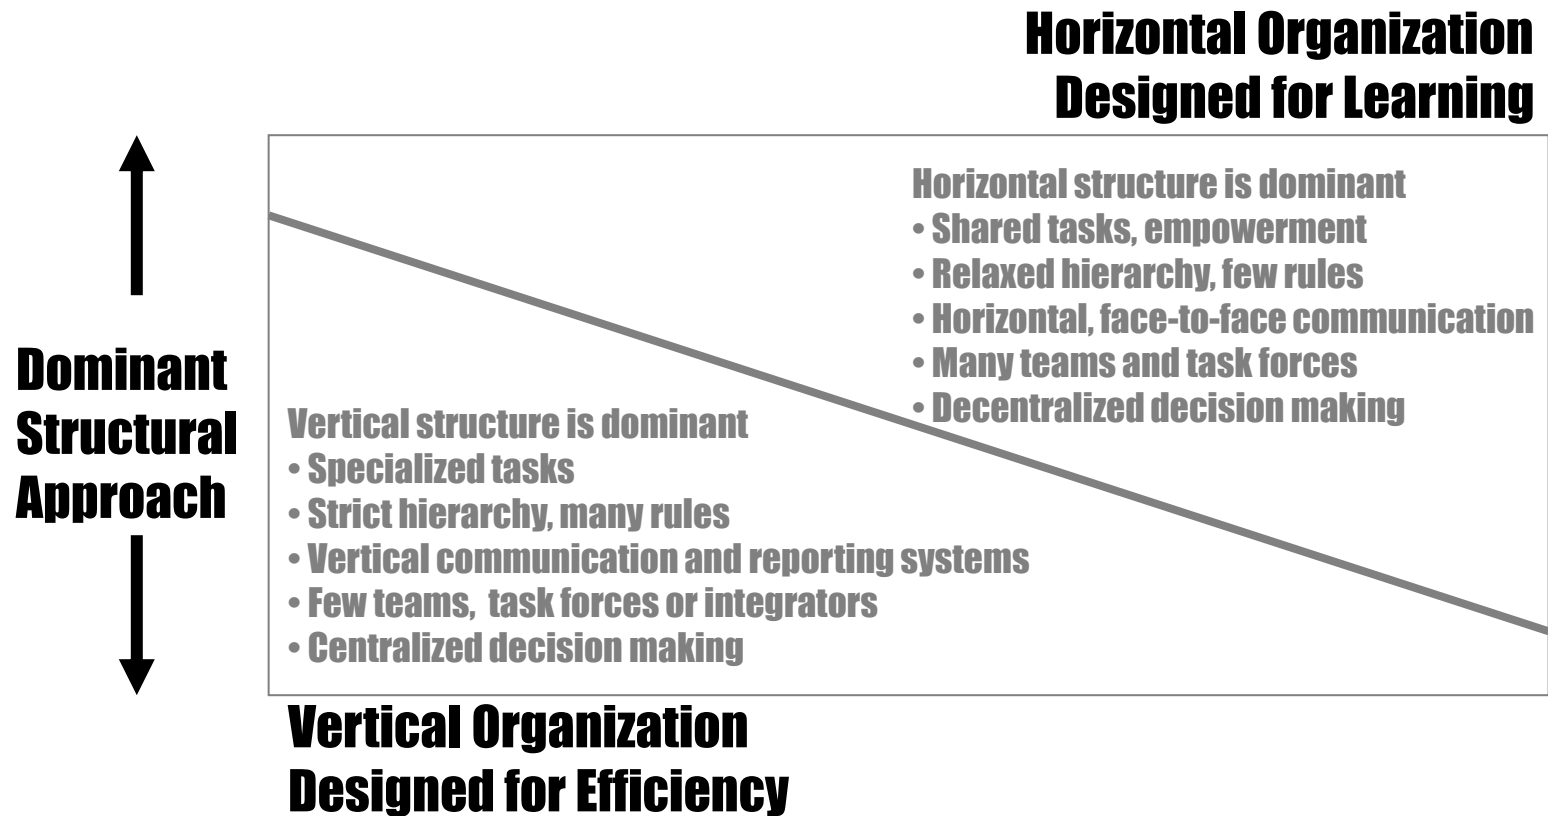 Horizontal Organization
Designed for Learning
Horizontal structure is dominant
• Shared tasks, empowerment
• Relaxed hierarchy, few rules
• Horizontal, face-to-face communication
• Many teams and task forces
• Decentralized decision making
Dominant
Structural
Approach
Vertical structure is dominant
• Specialized tasks
• Strict hierarchy, many rules
• Vertical communication and reporting systems
• Few teams,  task forces or integrators
• Centralized decision making
Vertical Organization
Designed for Efficiency